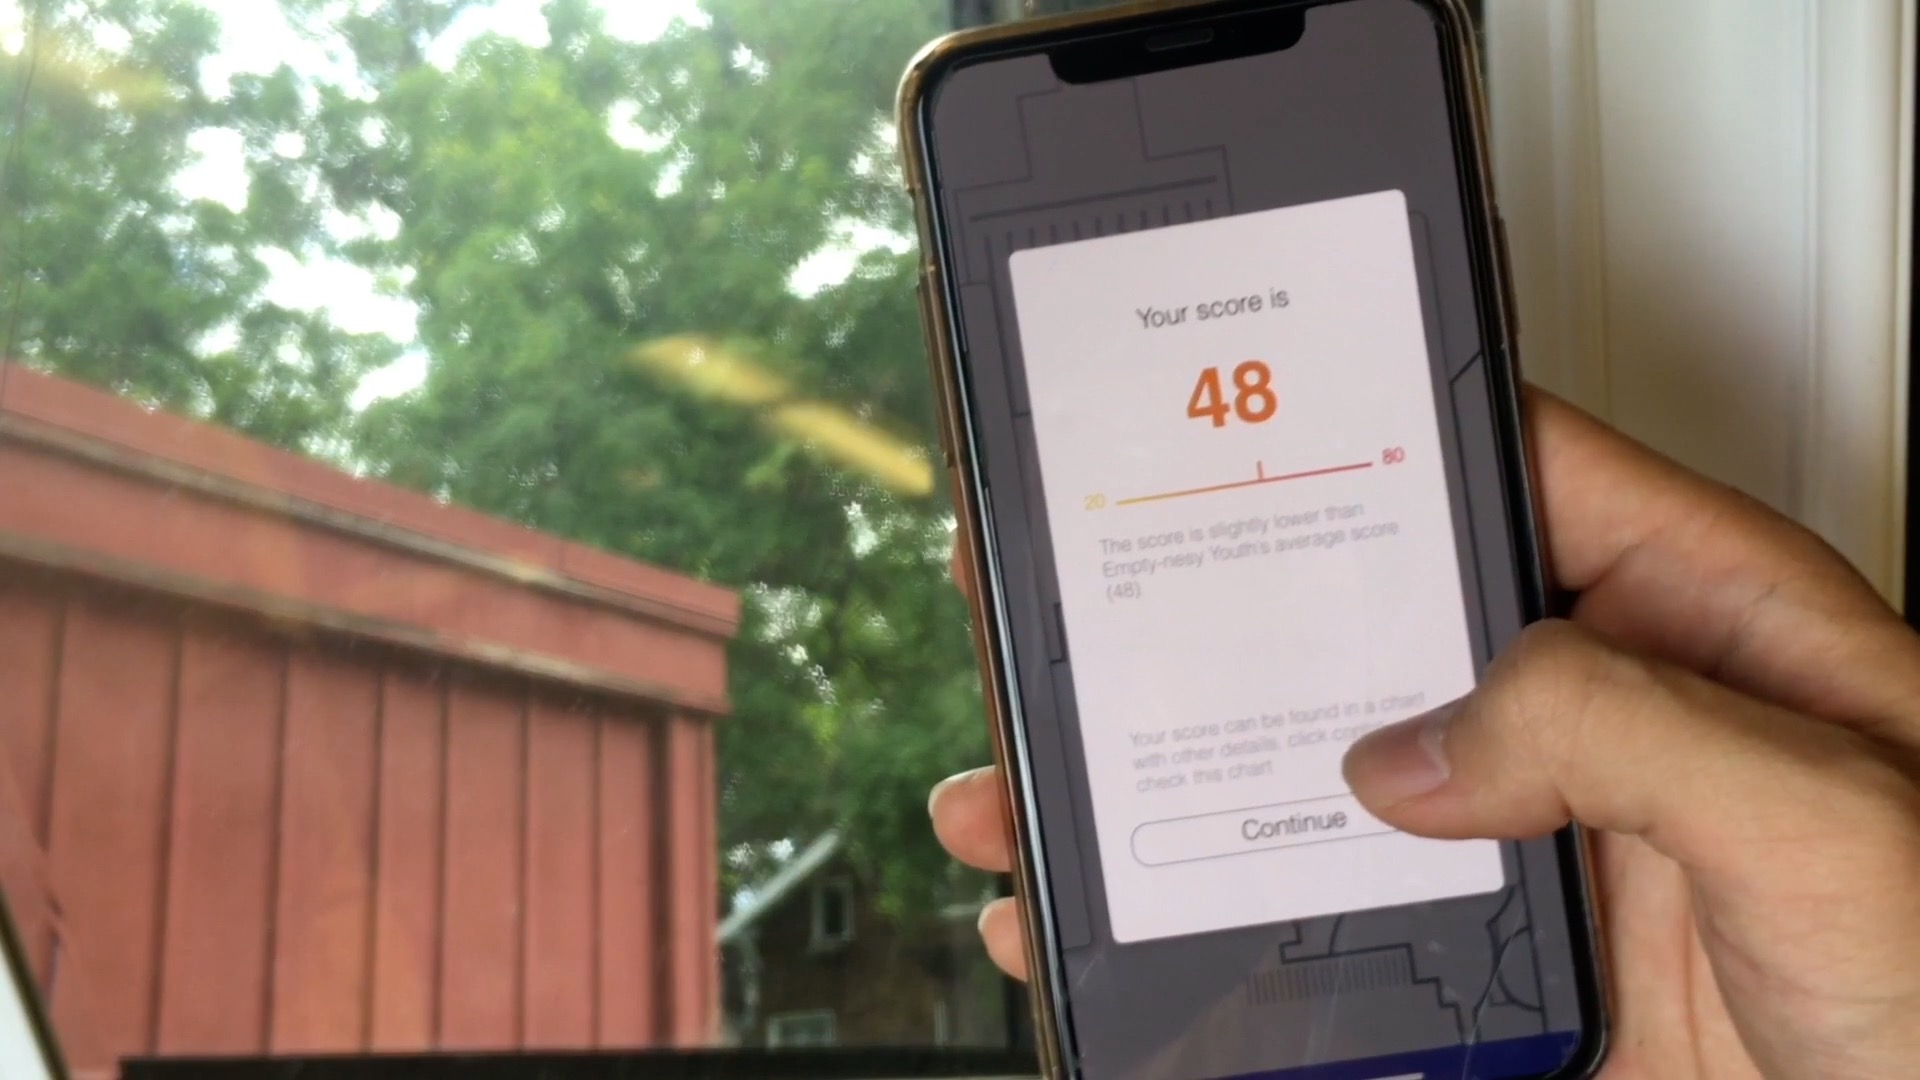 Your score is
48
20 80
The score is slightly lower than
Empty-nesy Youth's average score
(48)
Your score can be found in a chart
with other details, click
check this chart
Continue